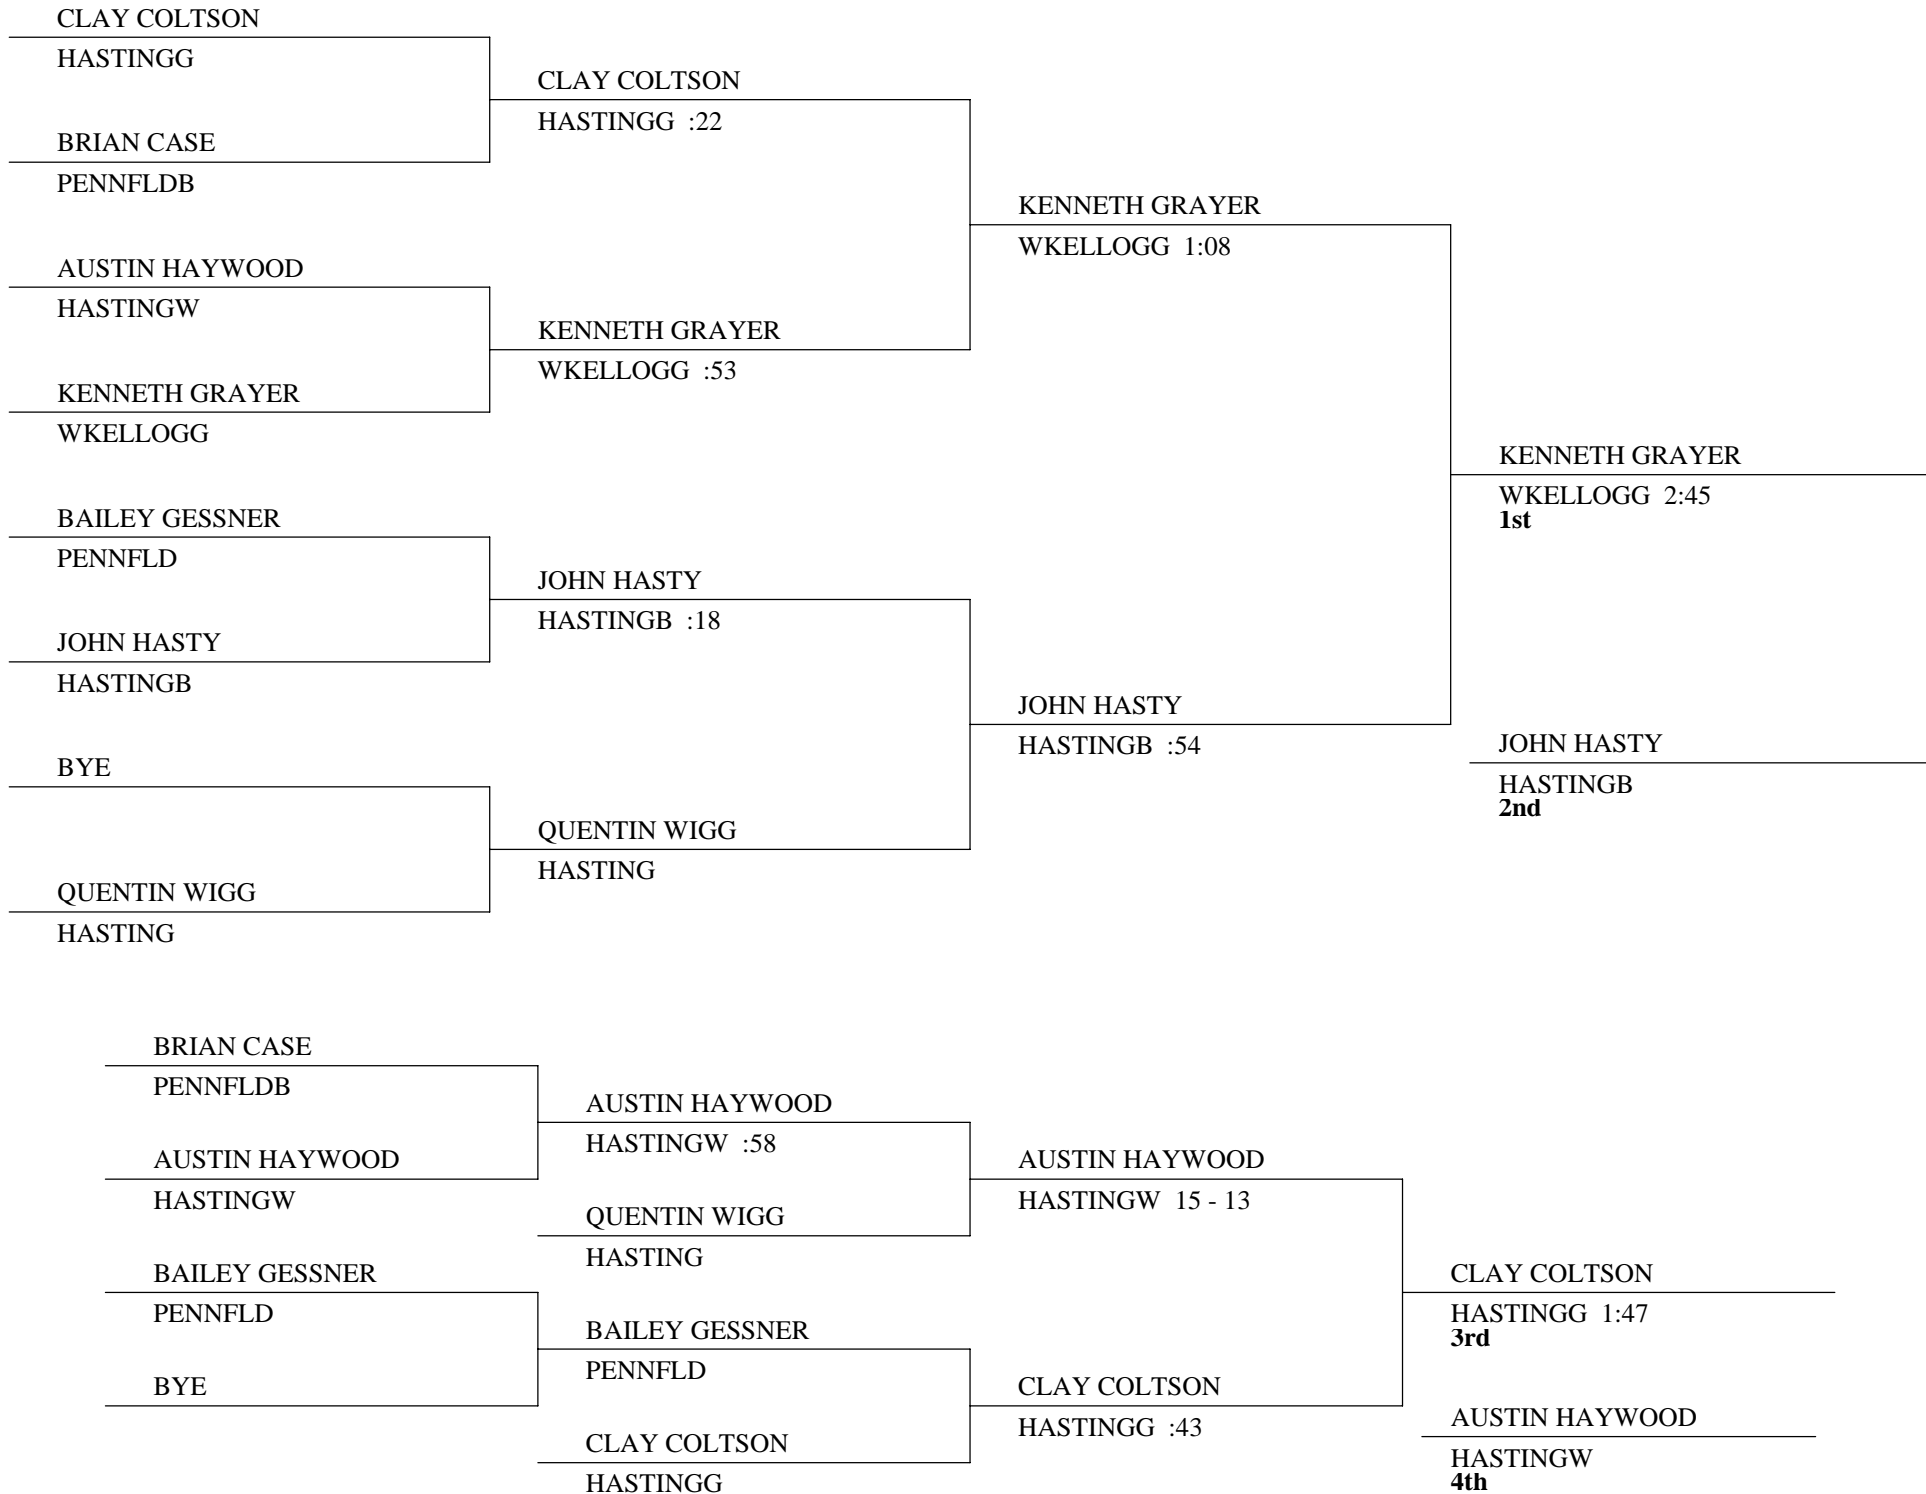 CLAY COLTSON
HASTINGG
BRIAN CASE
PENNFLDB
AUSTIN HAYWOOD
HASTINGW
KENNETH GRAYER
WKELLOGG
BAILEY GESSNER
PENNFLD
JOHN HASTY
HASTINGB
BYE
QUENTIN WIGG
HASTING
CLAY COLTSON
HASTINGG :22
KENNETH GRAYER
WKELLOGG :53
JOHN HASTY
HASTINGB :18
QUENTIN WIGG
HASTING
KENNETH GRAYER
WKELLOGG 1:08
JOHN HASTY
HASTINGB :54
KENNETH GRAYER
WKELLOGG 2:45
1st
JOHN HASTY
HASTINGB
2nd
BRIAN CASE
PENNFLDB
AUSTIN HAYWOOD
HASTINGW
BAILEY GESSNER
PENNFLD
BYE
AUSTIN HAYWOOD
HASTINGW :58
QUENTIN WIGG
HASTING
BAILEY GESSNER
PENNFLD
CLAY COLTSON
HASTINGG
AUSTIN HAYWOOD
HASTINGW 15 - 13
CLAY COLTSON
HASTINGG :43
CLAY COLTSON
HASTINGG 1:47
3rd
AUSTIN HAYWOOD
HASTINGW
4th